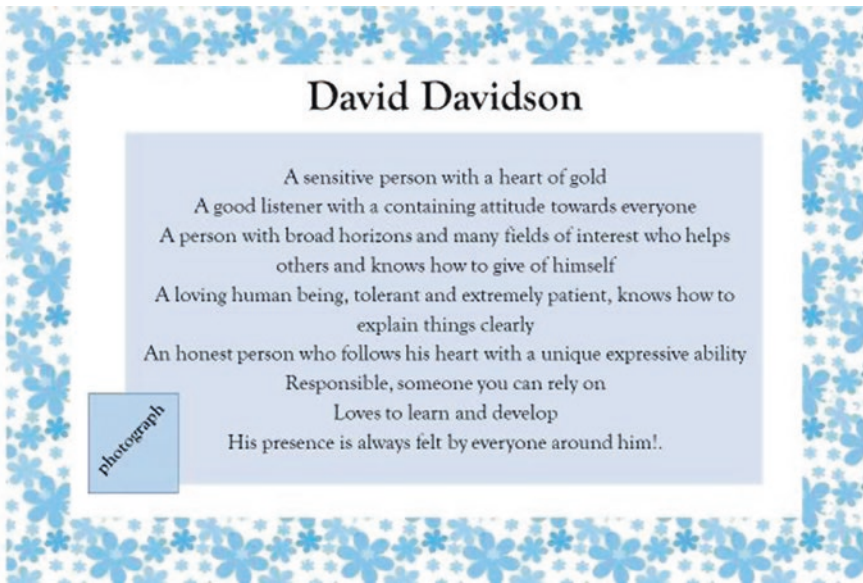 David Davidson
A sensitive person with a heart of gold
A good listener with a containing attitude towards everyone
A person with broad horizons and many fields of interest who helps
others and knows how to give of himself
A loving human being, tolerant and extremely patient, knows how to
explain things clearly
An honest person who follows his heart with a unique expressive ability
Responsible, someone you can rely on
Loves to learn and develop
His presence is always felt by everyone around him!.
photograph